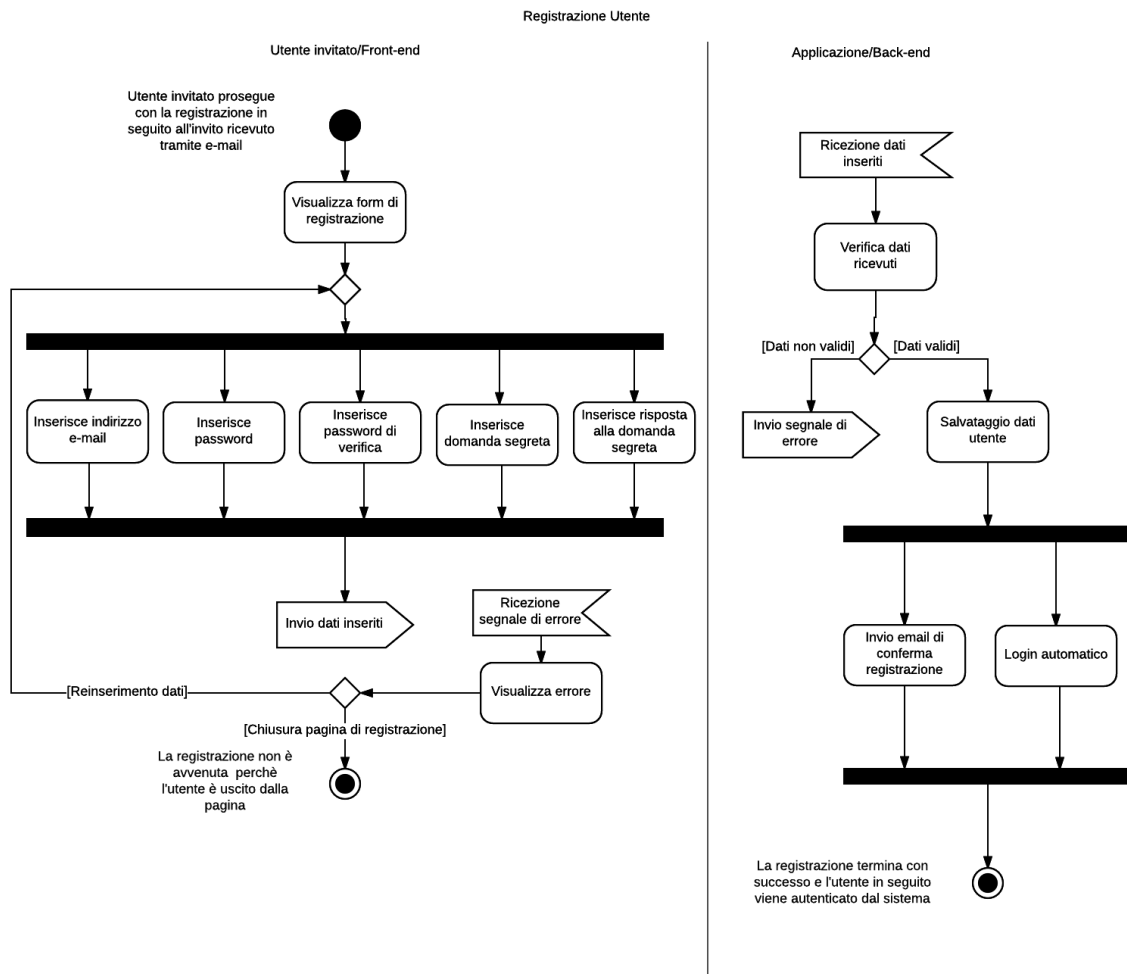 Registrazione Utente
Utente invitato/Front-end
Applicazione/Back-end
Utente invitato prosegue
con la registrazione in
seguito all'invito ricevuto
tramite e-mail
Visualizza form di
registrazione
Inserisce indirizzo
e-mail
Inserisce
password
Inserisce
password di
verifica
Inserisce
domanda segreta
Inserisce risposta
alla domanda
segreta
Invio dati inseriti
Ricezione
segnale di errore
Visualizza errore
[Reinserimento dati]
[Chiusura pagina di registrazione]
La registrazione non è
avvenuta perchè
l'utente è uscito dalla
pagina
Ricezione dati
inseriti
Verifica dati
ricevuti
[Dati non validi]
[Dati validi]
Invio segnale di
errore
Salvataggio dati
utente
Invio email di
conferma
registrazione
Login automatico
La registrazione termina con
successo e l'utente in seguito
viene autenticato dal sistema